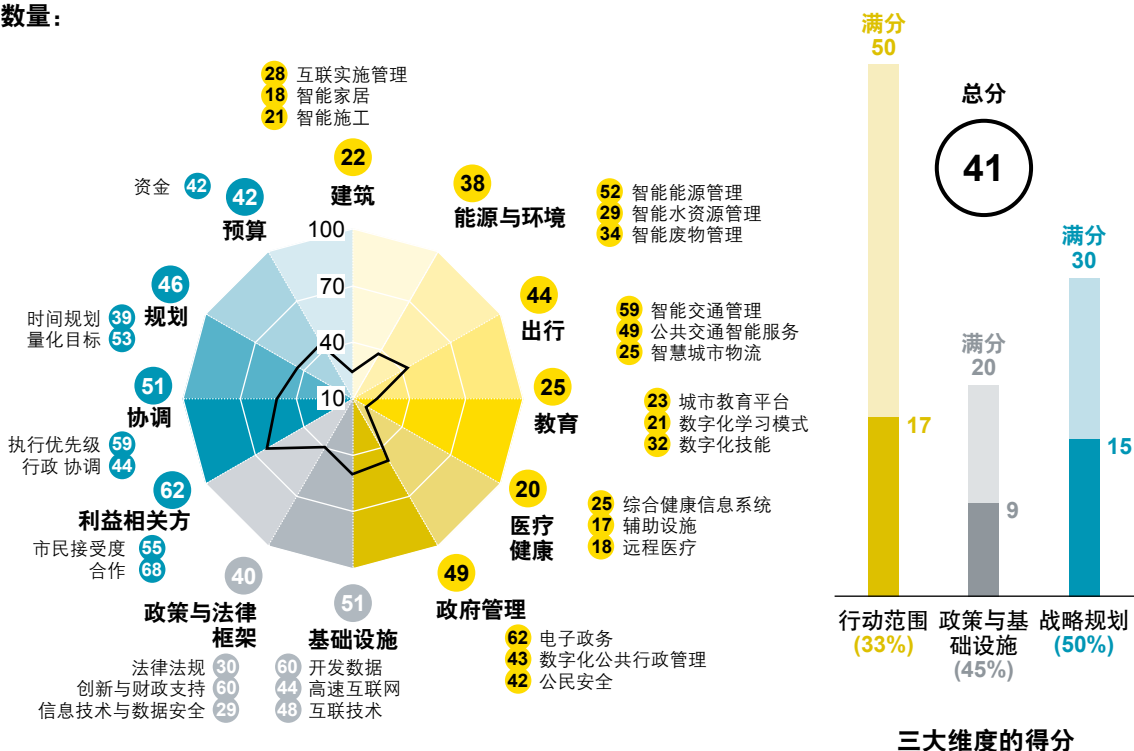 数量：
28 互联实施管理
18 智能家居
21 智能施工
22
建筑
38
能源与环境
52 智能能源管理
29 智能水资源管理
34 智能废物管理
44
出行
59 智能交通管理
49 公共交通智能服务
25 智慧城市物流
25
教育
23 城市教育平台
21 数字化学习模式
32 数字化技能
20
医疗
健康
25 综合健康信息系统
17 辅助设施
18 远程医疗
49
政府管理
62 电子政务
43 数字化公共行政管理
42 公民安全
51
基础设施
60 开发数据
44 高速互联网
48 互联技术
40
政策与法律
框架
法律法规 30
创新与财政支持 60
信息技术与数据安全 29
62
利益相关方
市民接受度 55
合作 68
51
协调
执行优先级 59
行政 协调 44
46
规划
时间规划 39
量化目标 53
42
预算
资金 42
100
70
40
10
总分
41
满分
50
17
行动范围
(33%)
满分
20
9
政策与基
础设施
(45%)
满分
30
15
战略规划
(50%)
三大维度的得分